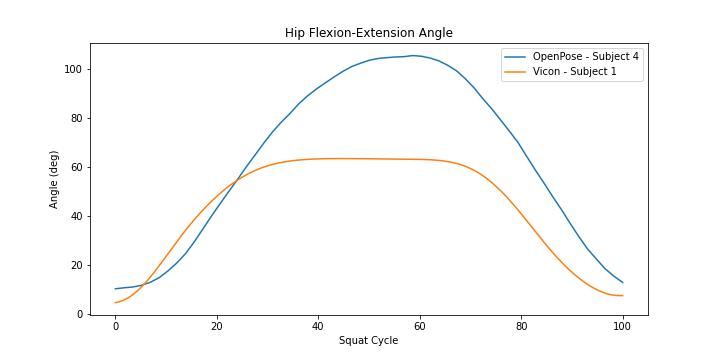 Hip Flexion-Extension Angle
OpenPose - Subject 4
Vicon - Subject 1
Angle (deg)
100
80
60
40
20
0
0 20 40 60 80 100
Squat Cycle